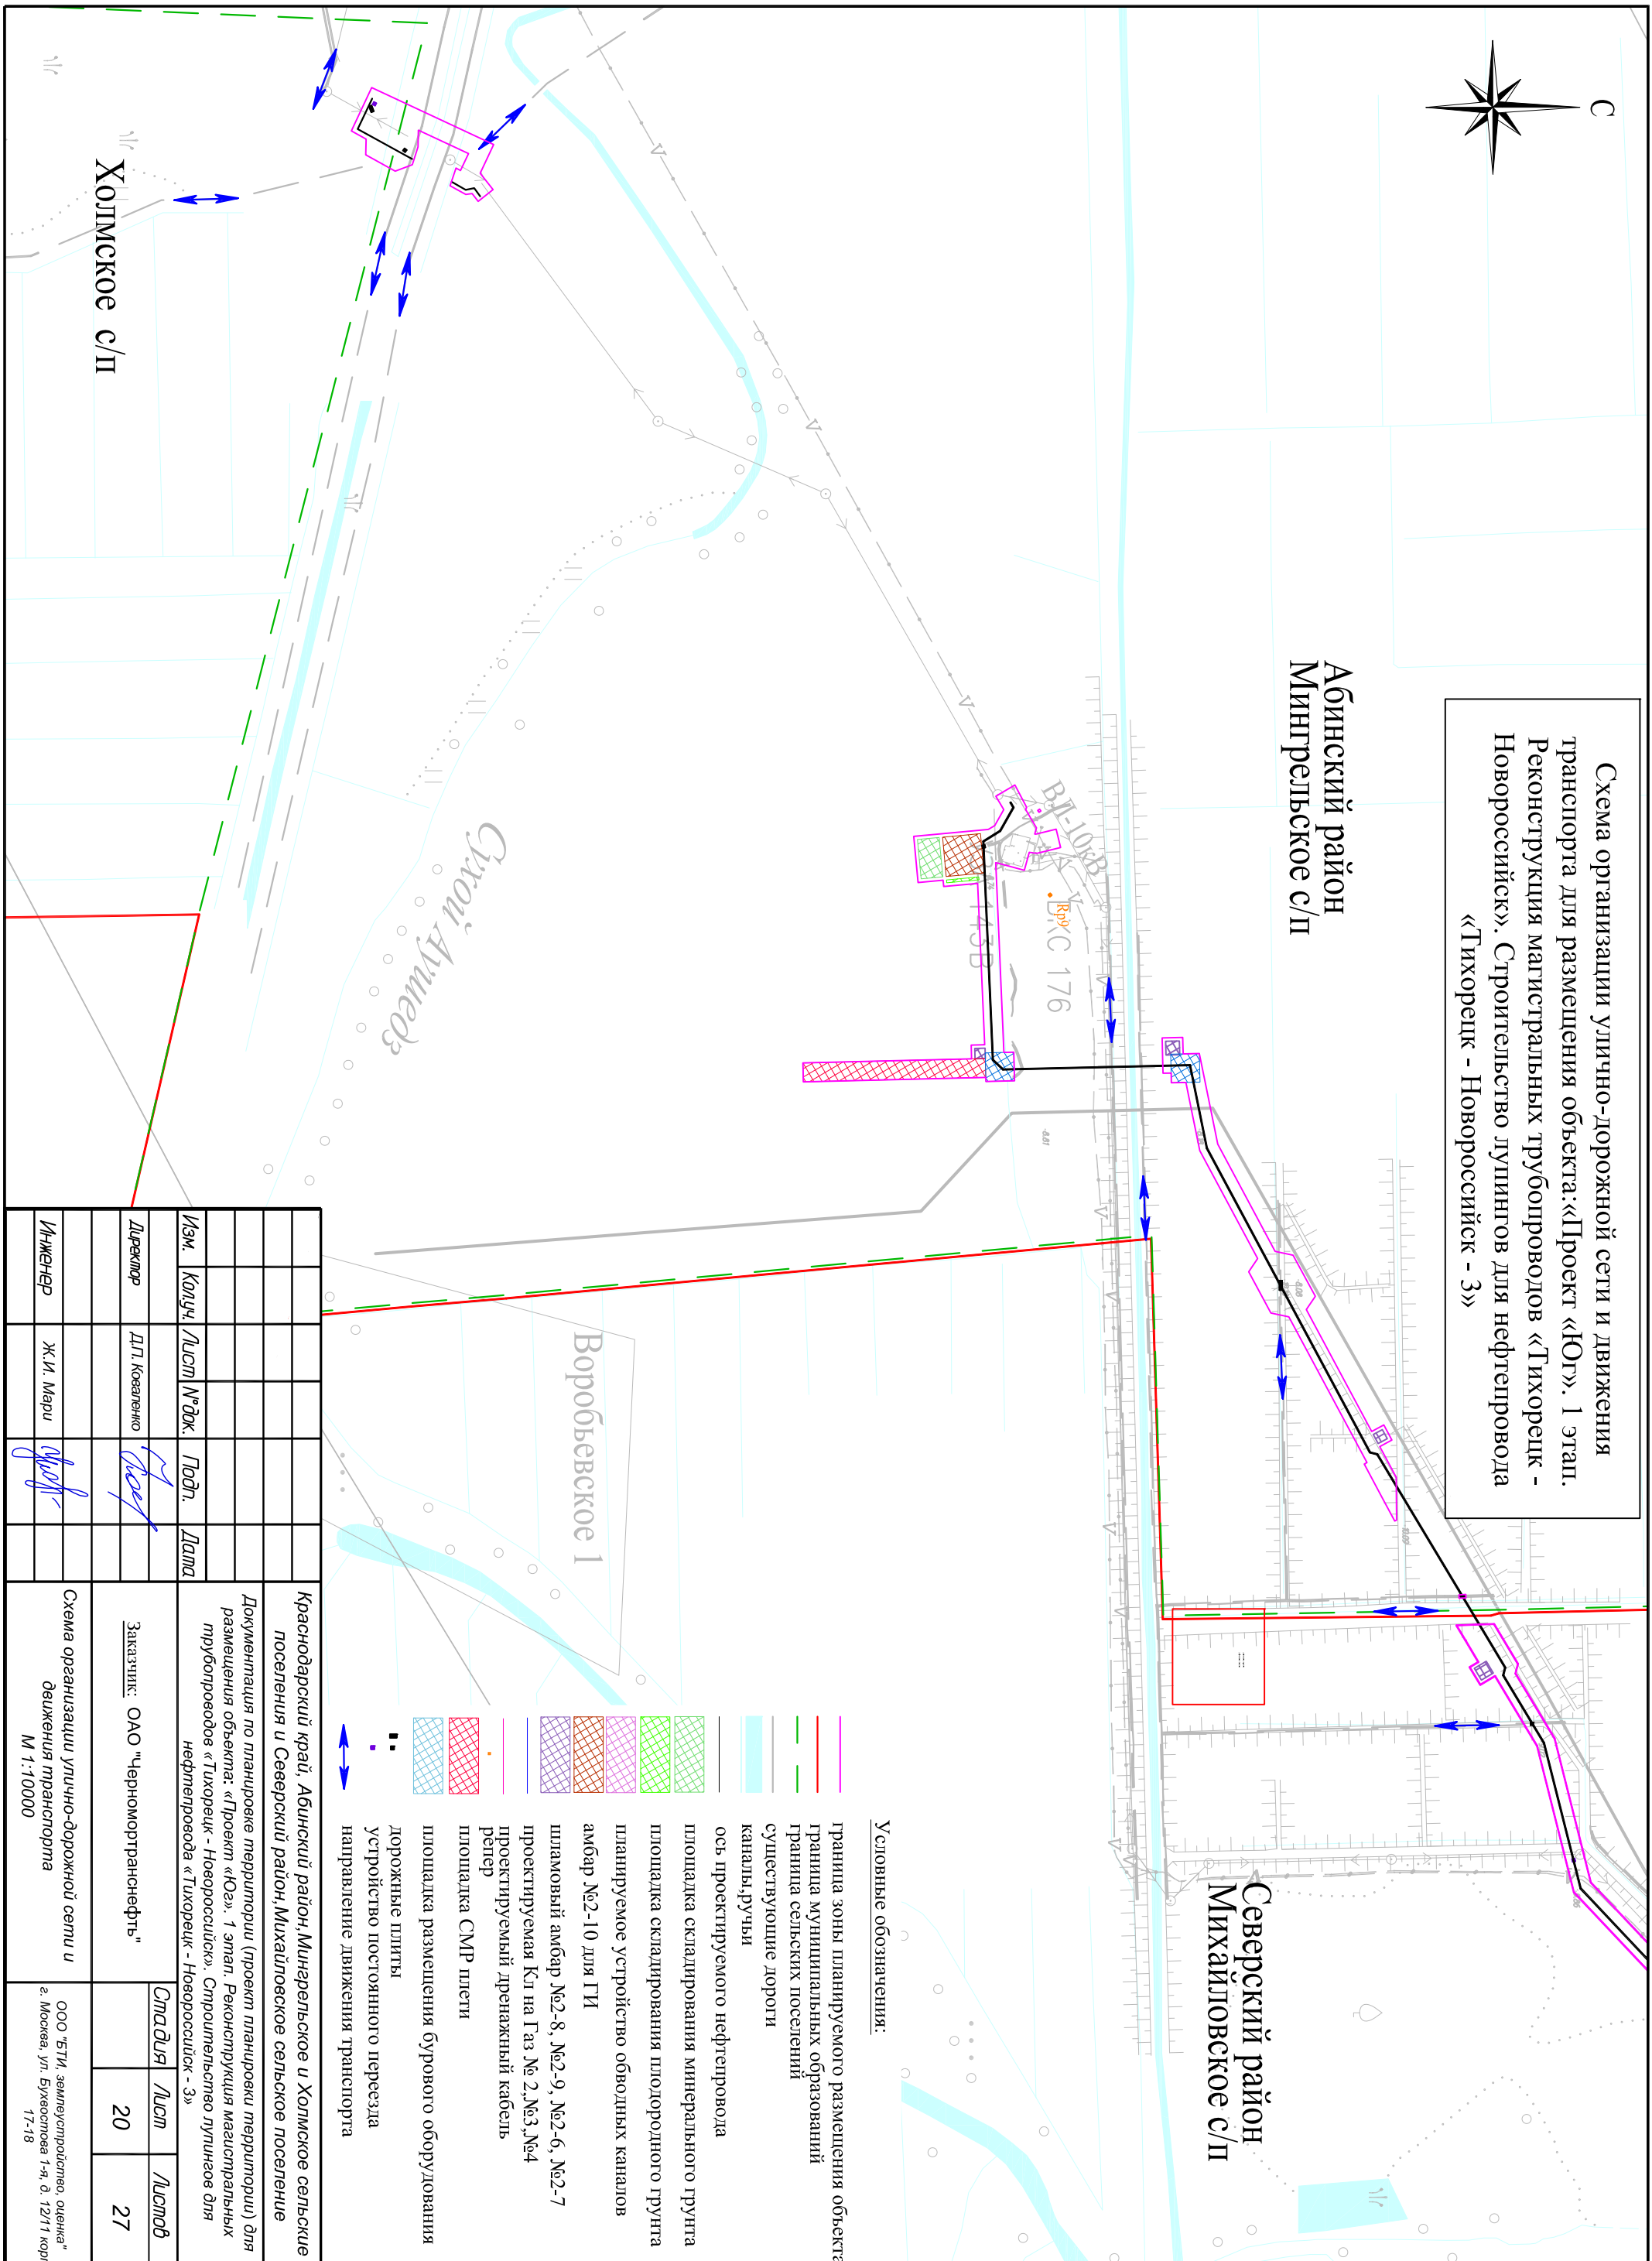 С
Схема организации улично-дорожной сети и движения
транспорта для размещения объекта:«Проект «Юг». 1 этап.
Реконструкция магистральных трубопроводов «Тихорецк -
Новороссийск». Строительство лупингов для нефтепровода
«Тихорецк - Новороссийск - 3»
Абинский район
Мингрельское с/п
Северский район
Михайловское с/п
Холмское с/п
ВЛ-10кВ
Rp9
176
Сухой Аушедз
Воробьевское 1
Условные обозначения:
граница зоны планируемого размещения объекта
граница муниципальных образований
граница сельских поселений
существующие дороги
каналы,ручьи
ось проектируемого нефтепровода
площадка складирования минерального грунта
площадка складирования плодородного грунта
планируемое устройство обводных каналов
амбар №2-10 для ГИ
шламовый амбар №2-8, №2-9, №2-6, №2-7
проектируемая Кл на Газ № 2,№3,№4
проектируемый дренажный кабель
репер
площадка СМР плети
площадка размещения бурового оборудования
дорожные плиты
устройство постоянного переезда
направление движения транспорта
Краснодарский край, Абинский район,Мингрельское и Холмское сельские
поселения и Северский район,Михайловское сельское поселение
Документация по планировке территории (проект планировки территории) для
размещения объекта: «Проект «Юг». 1 этап. Реконструкция магистральных
трубопроводов «Тихорецк - Новороссийск». Строительство лупингов для
нефтепровода «Тихорецк - Новороссийск - 3»
Изм. Кол.уч. Лист №док. Подп. Дата
Директор Д.П. Коваленко
Инженер Ж.И. Мари
Заказчик: ОАО "Черномортранснефть"
Стадия Лист Листов
20 27
Схема организации улично-дорожной сети и
движения транспорта
М 1:10000
ООО "БТИ, землеустройство, оценка"
г. Москва, ул. Бухвостова 1-я, д. 12/11 корп
17-18